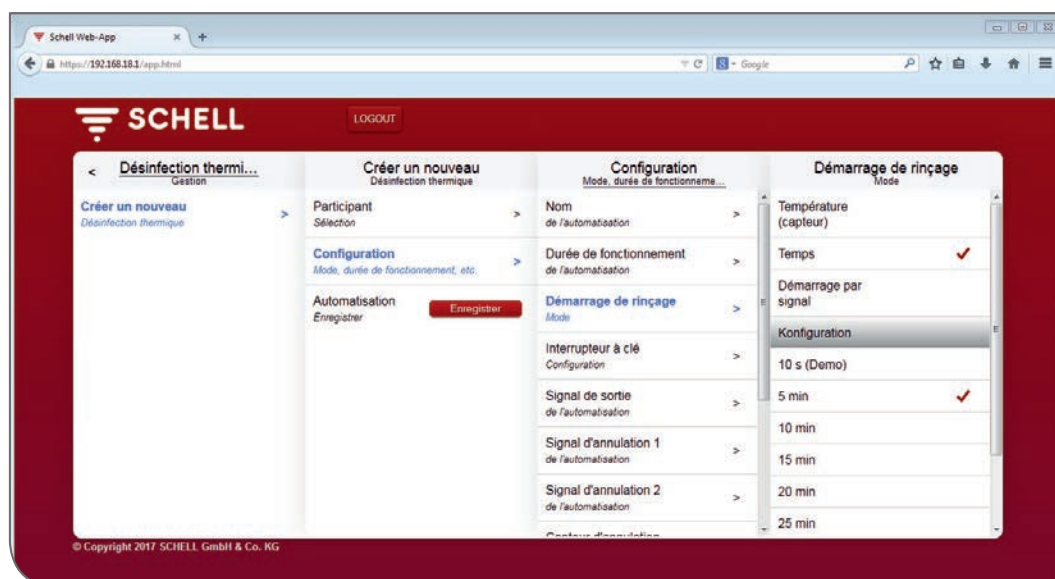 Schell Web-App
https://192.168.18.1/app.html
Google
SCHELL
LOGOUT
< Désinfection thermi...
Gestion
Créer un nouveau >
Désinfection thermique
Créer un nouveau
Désinfection thermique
Participant >
Sélection
Configuration >
Mode, durée de fonctionnement, etc.
Automatisation
Enregistrer
Enregistrer
Configuration
Mode, durée de fonctionneme...
Nom >
de l'automatisation
Durée de fonctionnement >
de l'automatisation
Démarrage de rinçage >
Mode
Interrupteur à clé >
Configuration
Signal de sortie >
de l'automatisation
Signal d'annulation 1 >
de l'automatisation
Signal d'annulation 2 >
de l'automatisation
Démarrage de rinçage
Mode
Température
(capteur)
Temps
Démarrage par
signal
Konfiguration
10 s (Demo)
5 min
10 min
15 min
20 min
25 min
© Copyright 2017 SCHELL GmbH & Co. KG